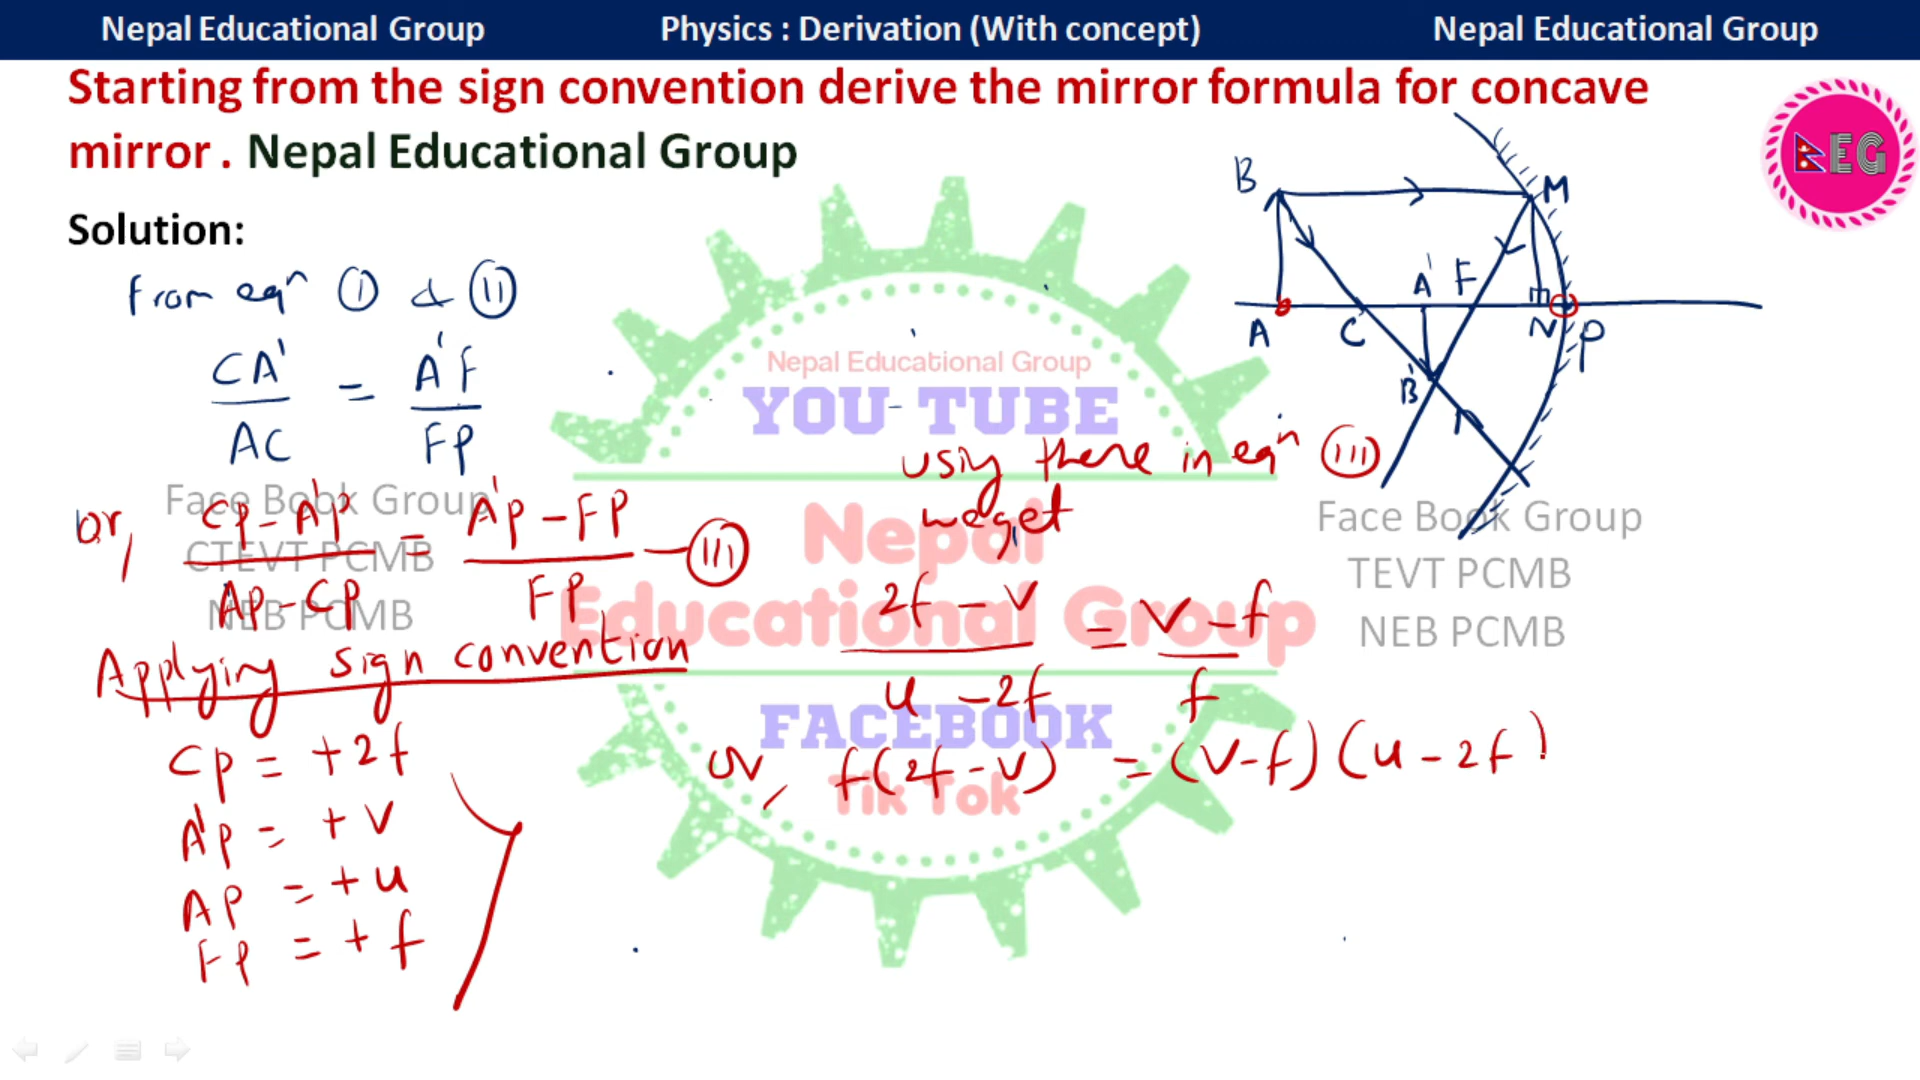 Nepal Educational Group Physics : Derivation (With concept) Nepal Educational Group
Starting from the sign convention derive the mirror formula for concave
mirror . Nepal Educational Group
EG
Solution:
From eqn (I) & (II)
CA' / AC = A'F / FP
or, CP - A'P / AP - CP = A'P - FP / FP — (III)
Applying sign convention
CP = +2f
A'P = +v
AP = +u
FP = +f
B
M
A' F
A C N P
B'
using there in eqn (III)
we get
2f - v / u - 2f = v - f / f
or, f(2f - v) = (v - f) (u - 2f)
Nepal Educational Group
YOU TUBE
Nepal
Educational Group
FACEBOOK
Tik Tok
Face Book Group
CTEVT PCMB
NEB PCMB
Face Book Group
TEVT PCMB
NEB PCMB